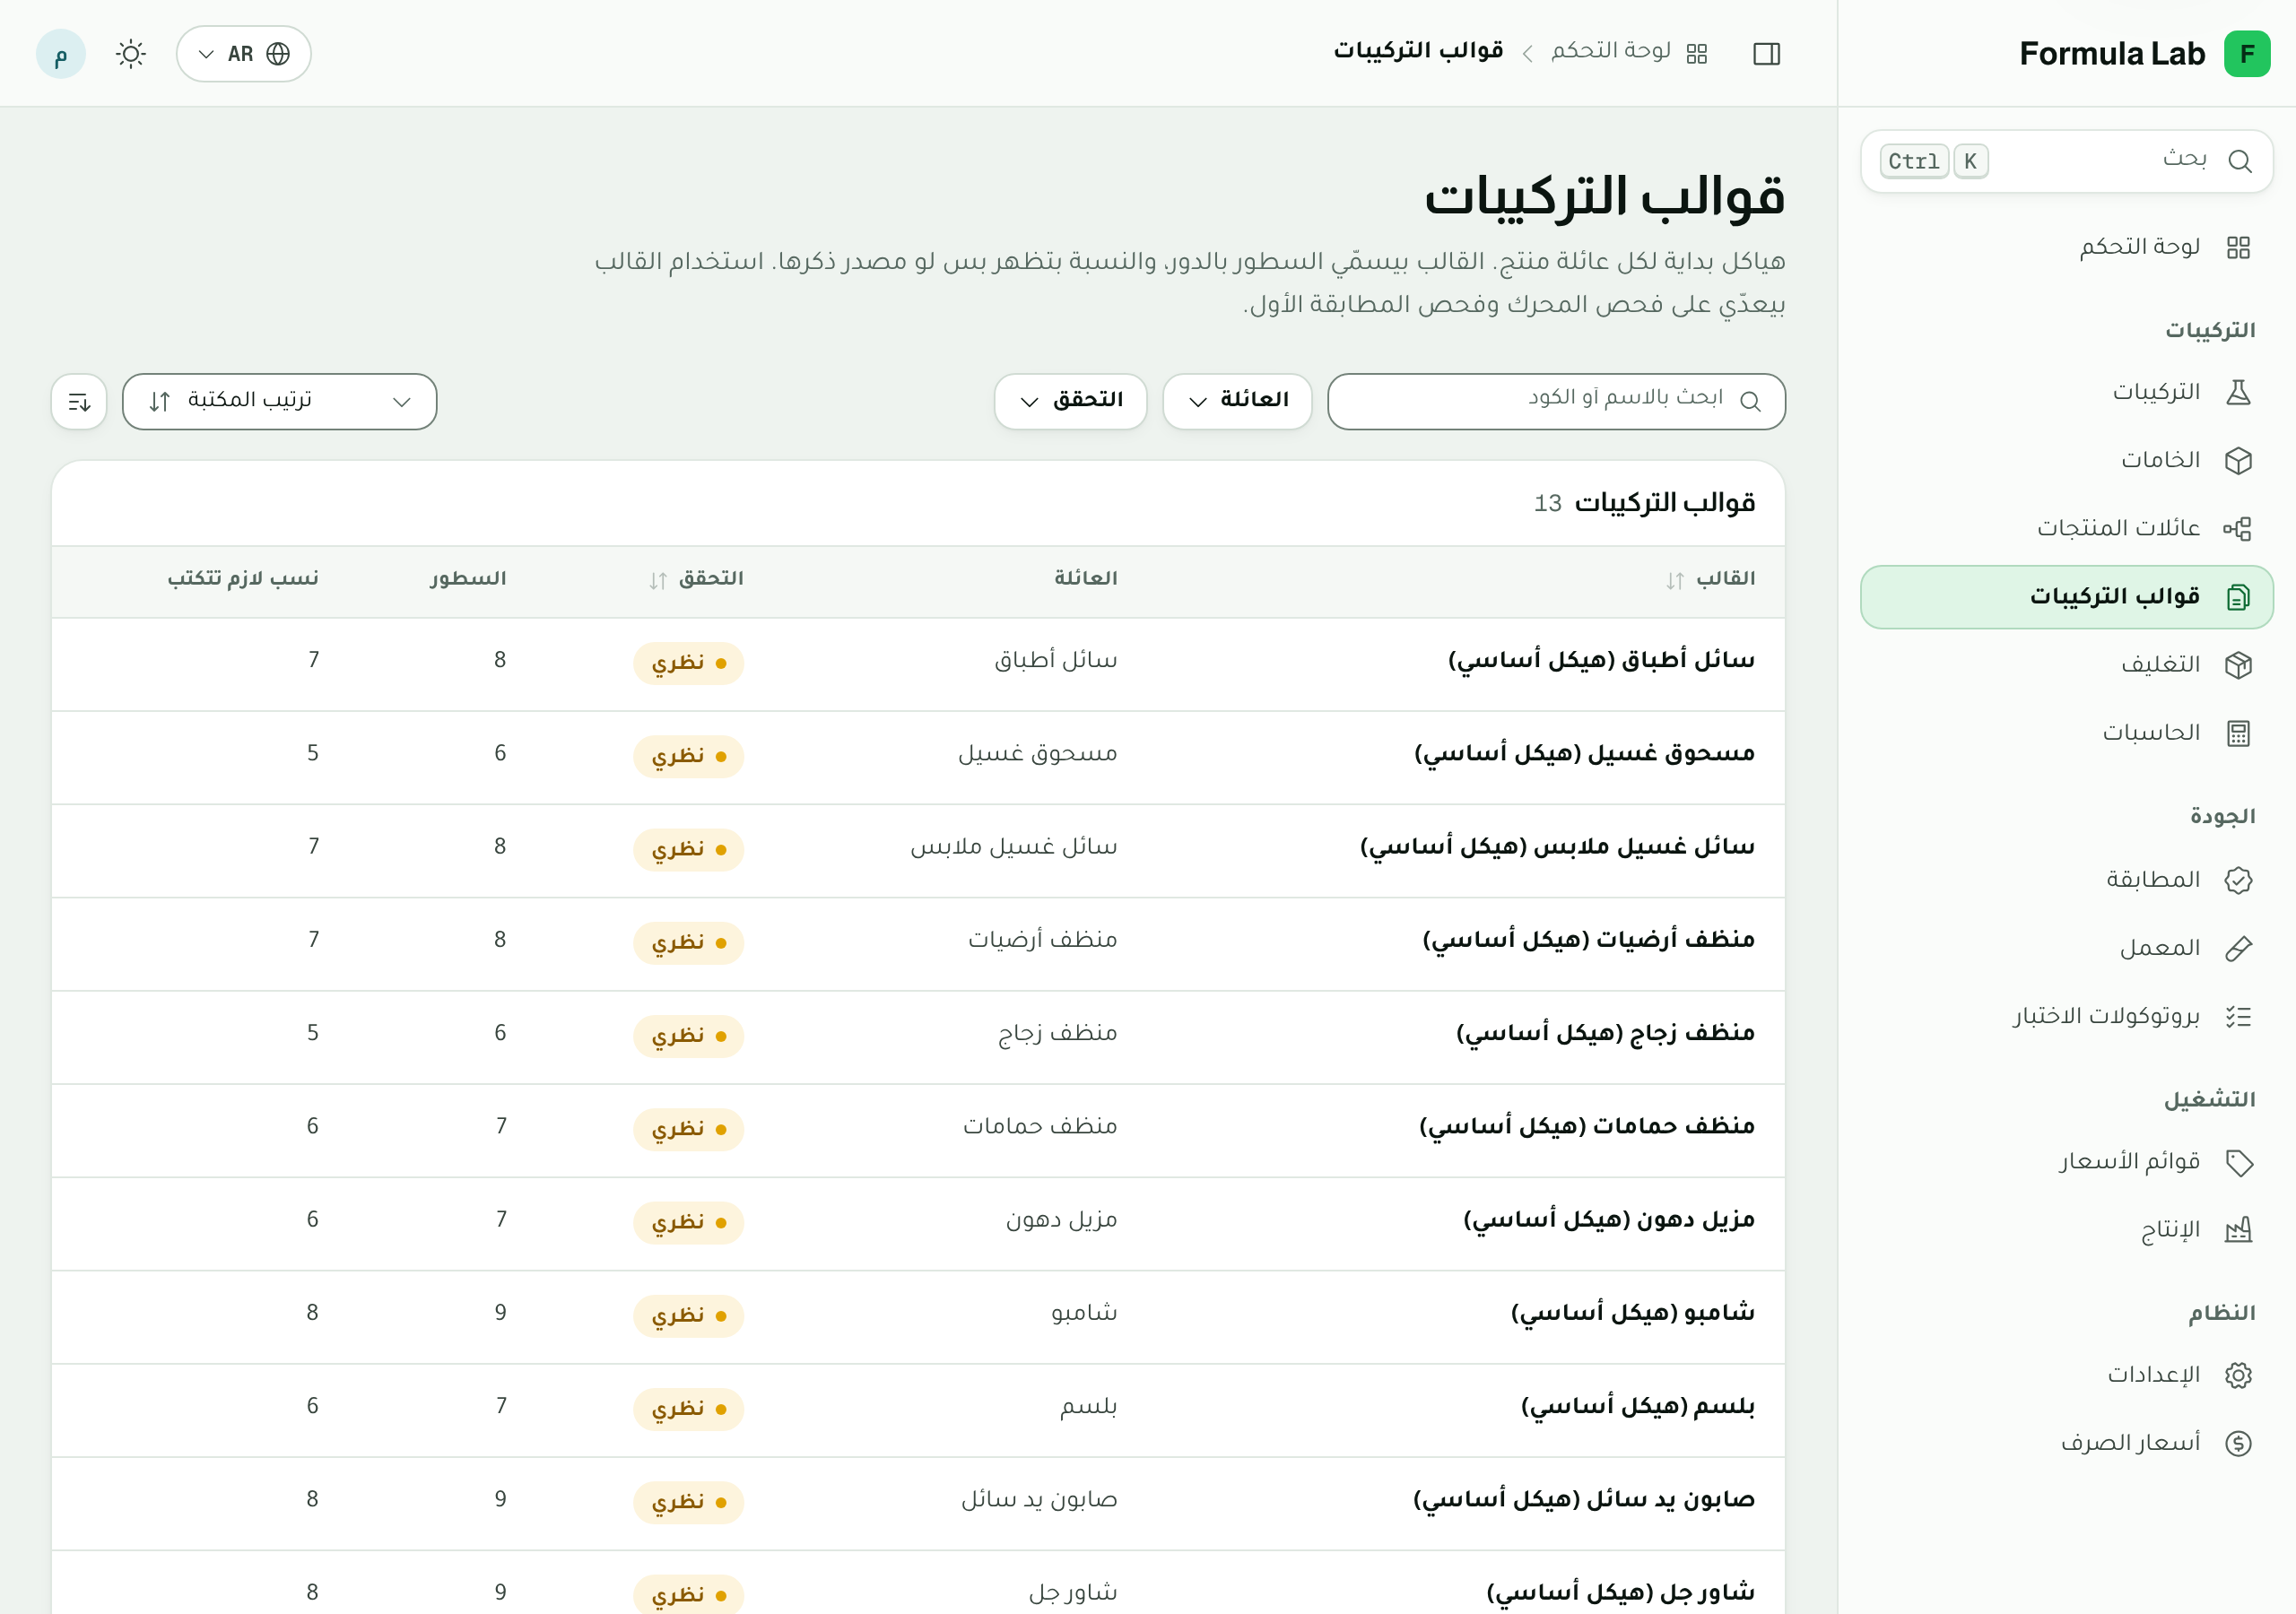 Formula Lab
F
بحث
Ctrl K
لوحة التحكم
التركيبات
التركيبات
الخامات
عائلات المنتجات
قوالب التركيبات
التغليف
الحاسبات
الجودة
المطابقة
المعمل
بروتوكولات الاختبار
التشغيل
قوائم الأسعار
الإنتاج
النظام
الإعدادات
أسعار الصرف
لوحة التحكم
قوالب التركيبات
AR
م
قوالب التركيبات
هياكل بداية لكل عائلة منتج. القالب بيسمّي السطور بالدور، والنسبة بتظهر بس لو مصدر ذكرها. استخدام القالب
بيعدّي على فحص المحرك وفحص المطابقة الأول.
ابحث بالاسم أو الكود
العائلة
التحقق
ترتيب المكتبة
قوالب التركيبات 13
القالب العائلة التحقق السطور نسب لازم تتكتب
سائل أطباق (هيكل أساسي) سائل أطباق نظري 8 7
مسحوق غسيل (هيكل أساسي) مسحوق غسيل نظري 6 5
سائل غسيل ملابس (هيكل أساسي) سائل غسيل ملابس نظري 8 7
منظف أرضيات (هيكل أساسي) منظف أرضيات نظري 8 7
منظف زجاج (هيكل أساسي) منظف زجاج نظري 6 5
منظف حمامات (هيكل أساسي) منظف حمامات نظري 7 6
مزيل دهون (هيكل أساسي) مزيل دهون نظري 7 6
شامبو (هيكل أساسي) شامبو نظري 9 8
بلسم (هيكل أساسي) بلسم نظري 7 6
صابون يد سائل (هيكل أساسي) صابون يد سائل نظري 9 8
شاور جل (هيكل أساسي) شاور جل نظري 9 8